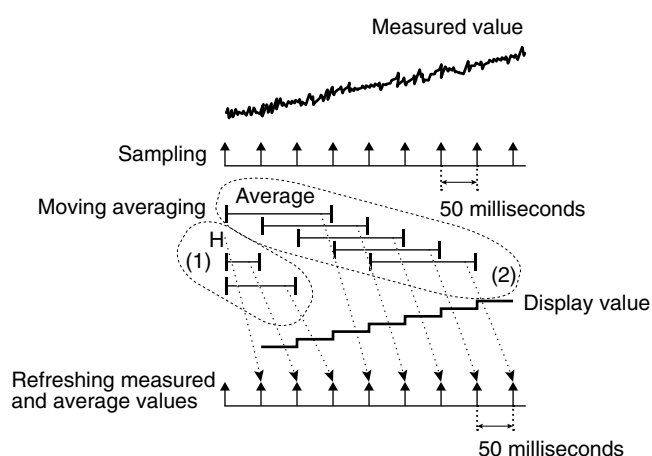 Measured value
Sampling
50 milliseconds
Moving averaging
Average
H
(1)
(2)
Display value
Refreshing measured
and average values
50 milliseconds